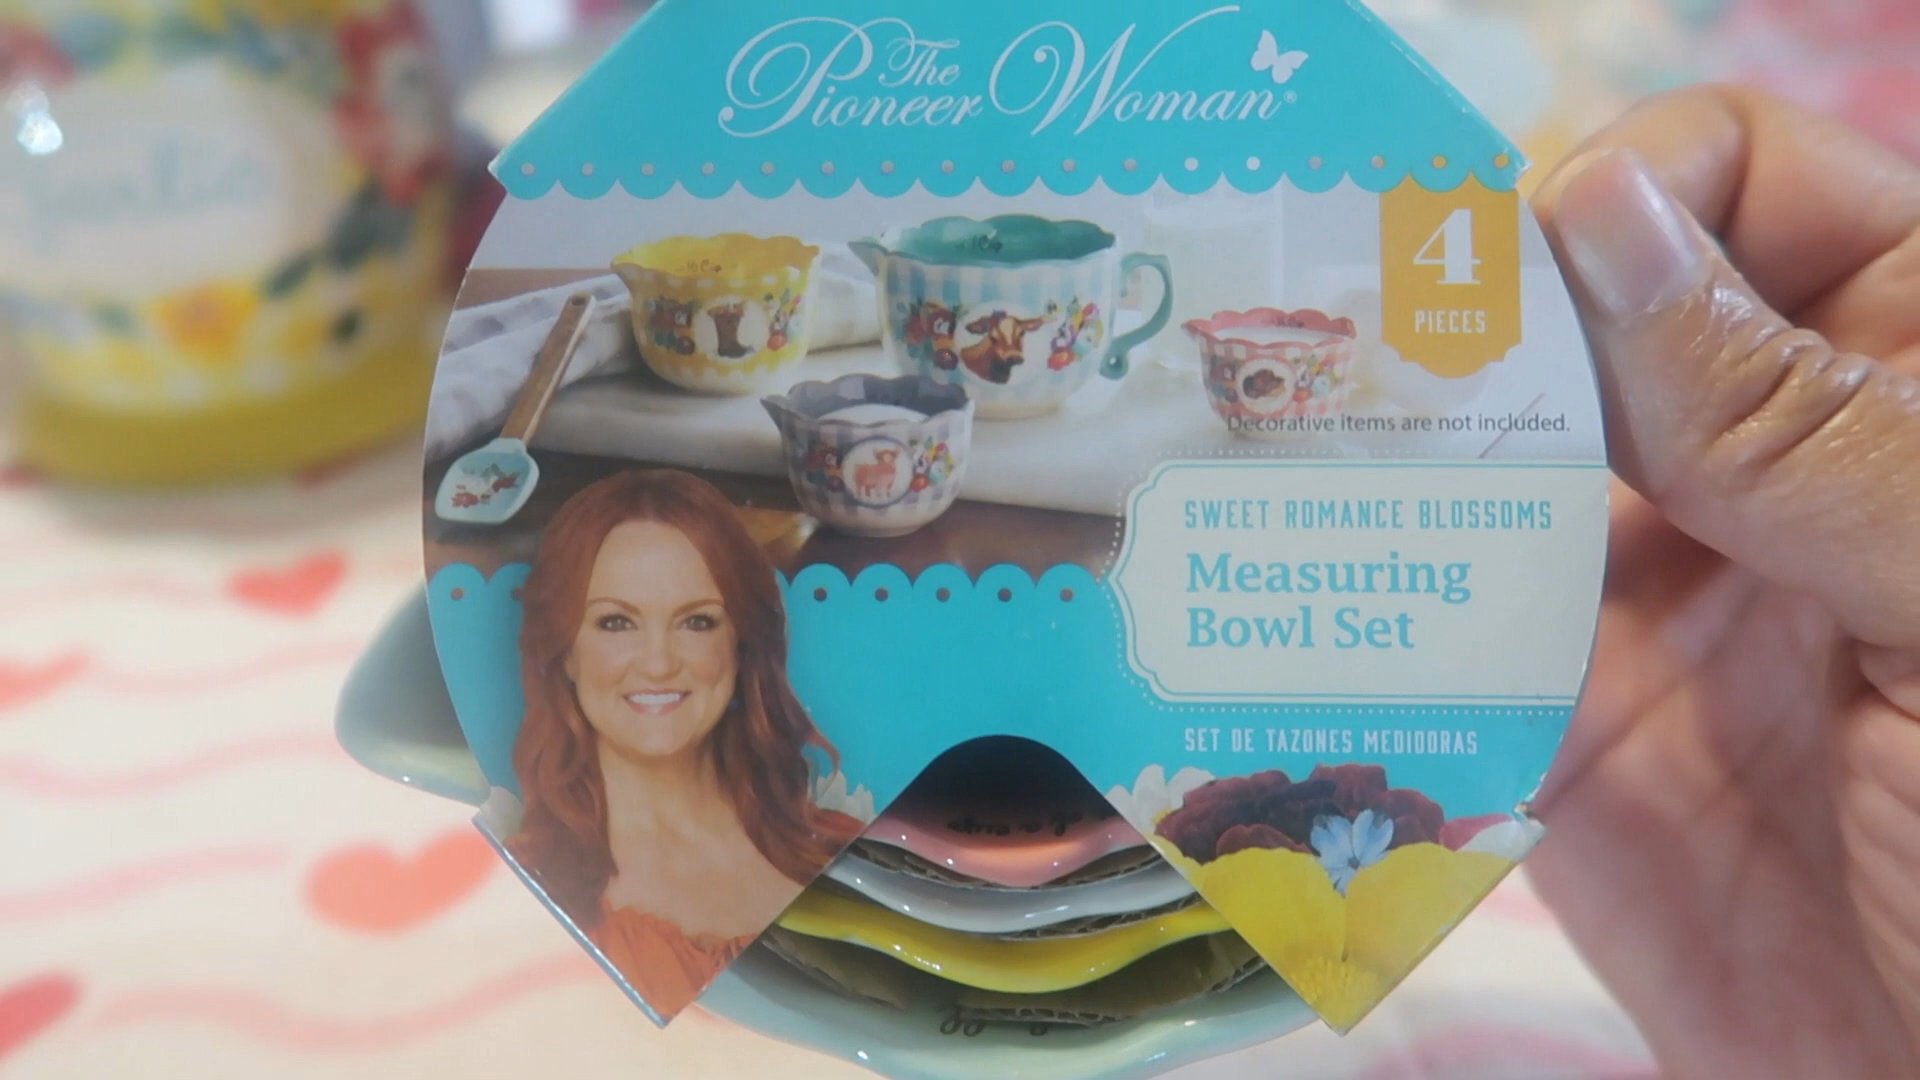 The
Pioneer Woman®
4
PIECES
Decorative items are not included.
SWEET ROMANCE BLOSSOMS
Measuring
Bowl Set
SET DE TAZONES MEDIDORAS